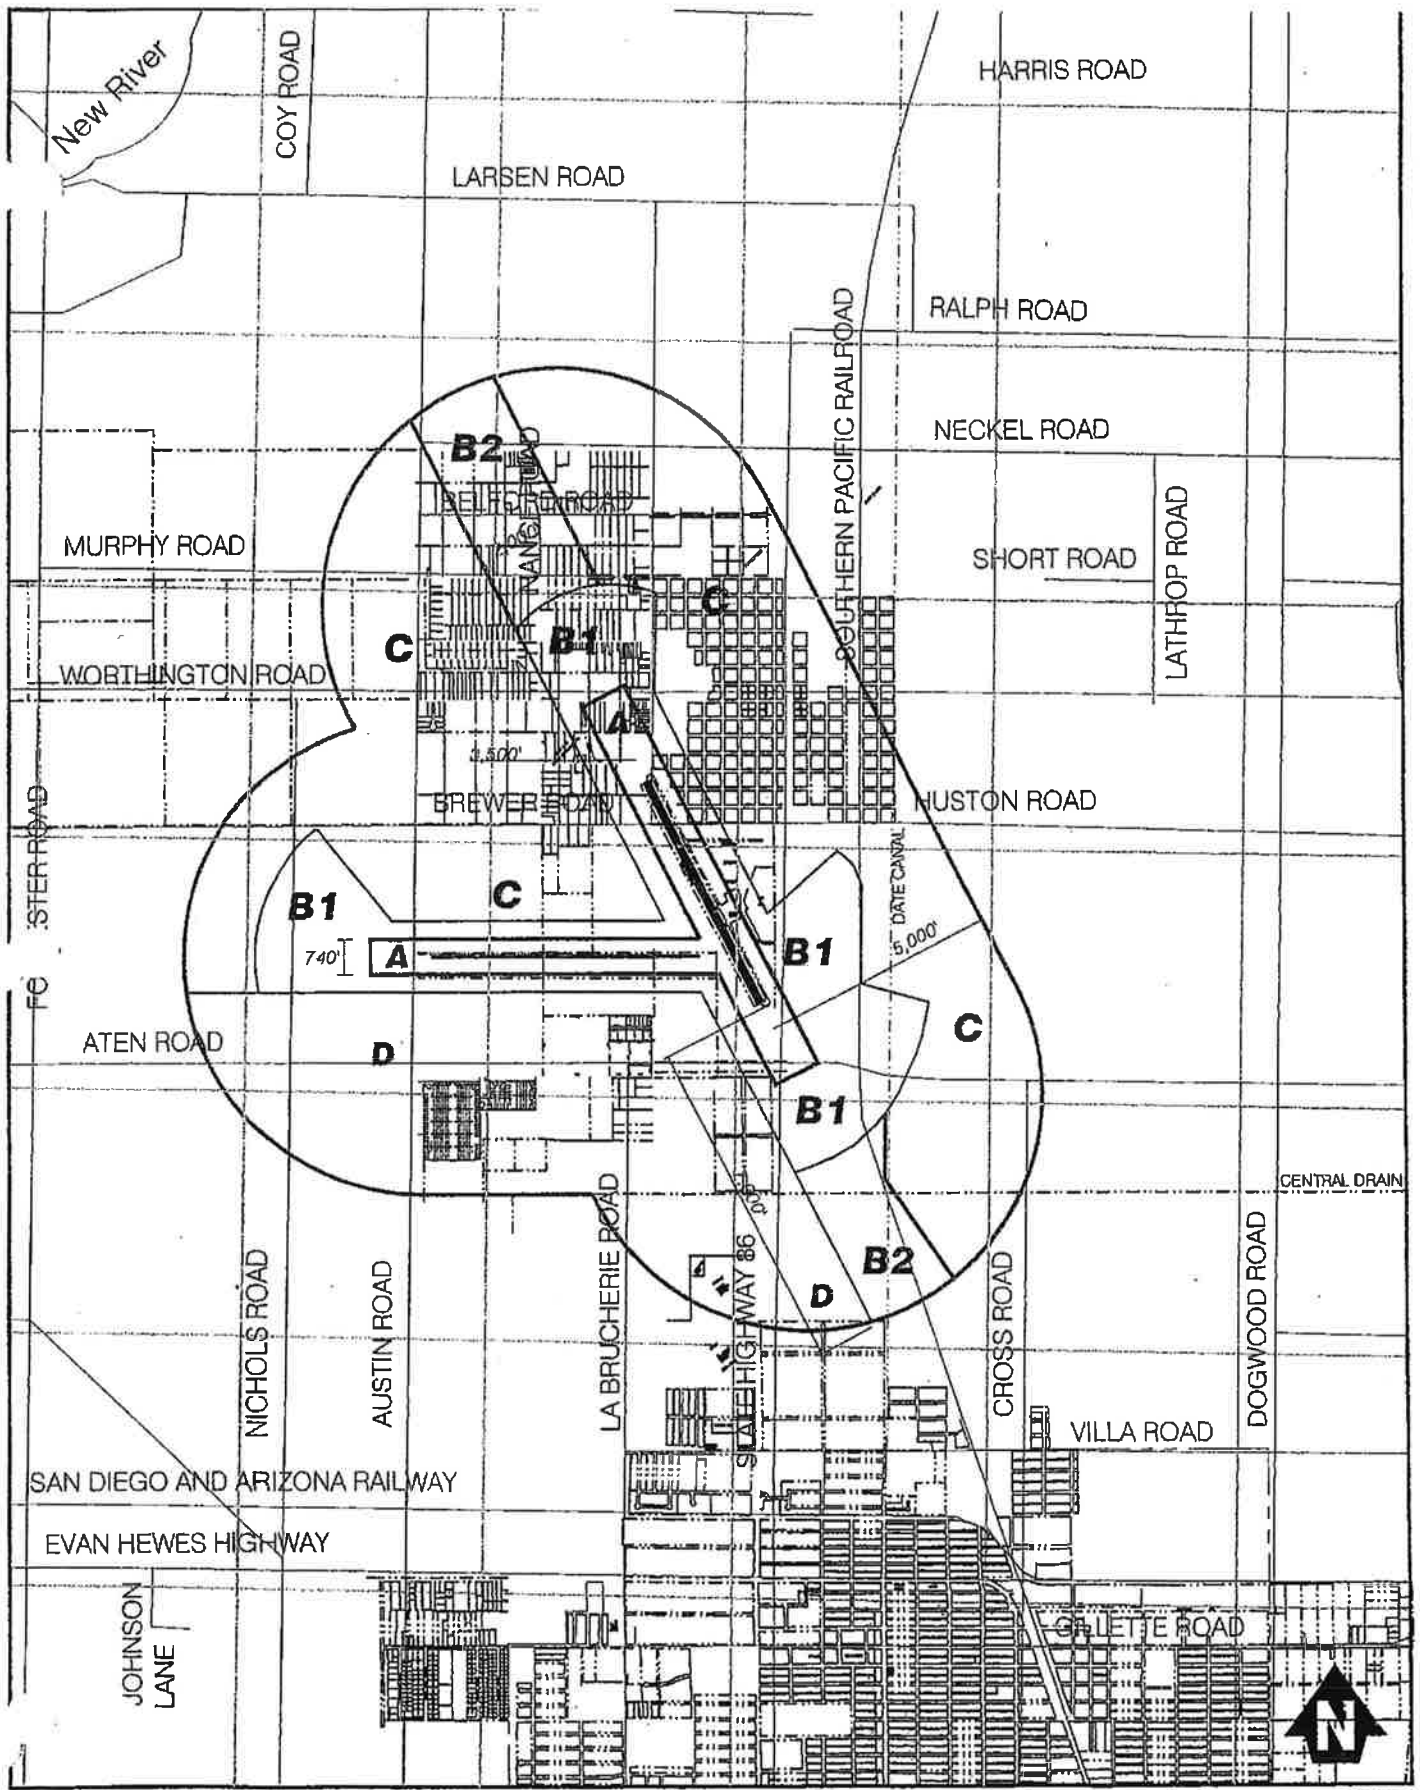 HARRIS ROAD
New River
COY ROAD
LARSEN ROAD
RALPH ROAD
SOUTHERN PACIFIC RAILROAD
NECKEL ROAD
B2
LATHROP ROAD
MURPHY ROAD
SHORT ROAD
C
B1
C
WORTHINGTON ROAD
A
3,500'
BREWER ROAD
HUSTON ROAD
STER ROAD
FO
DATE CANAL
B1
C
5,000'
B1
740'
A
C
ATEN ROAD
D
B1
CENTRAL DRAIN
B2
D
NICHOLS ROAD
AUSTIN ROAD
LA BRUCHERIE ROAD
STATE HIGHWAY 86
CROSS ROAD
DOGWOOD ROAD
VILLA ROAD
SAN DIEGO AND ARIZONA RAILWAY
EVAN HEWES HIGHWAY
JOHNSON
LANE
GILLETTE ROAD
N